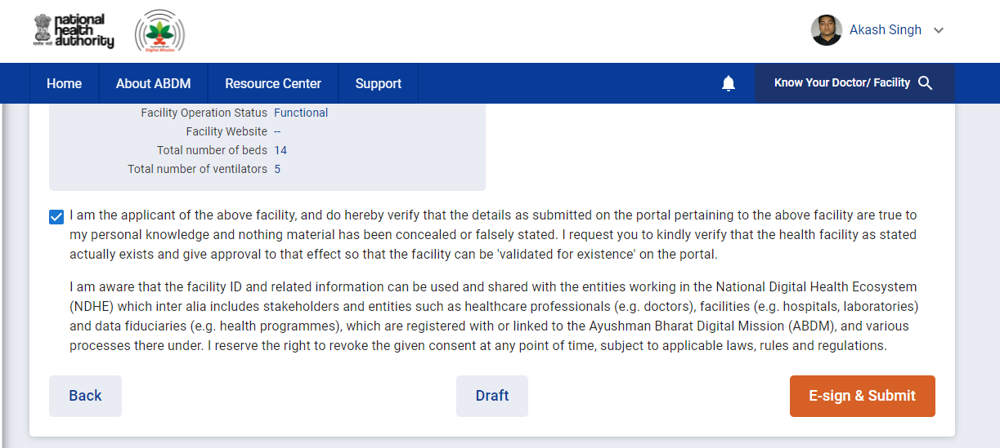 national
health
authority
Digital Mission
Akash Singh
Home
About ABDM
Resource Center
Support
Know Your Doctor/ Facility
Facility Operation Status Functional
Facility Website --
Total number of beds 14
Total number of ventilators 5
I am the applicant of the above facility, and do hereby verify that the details as submitted on the portal pertaining to the above facility are true to
my personal knowledge and nothing material has been concealed or falsely stated. I request you to kindly verify that the health facility as stated
actually exists and give approval to that effect so that the facility can be 'validated for existence' on the portal.
I am aware that the facility ID and related information can be used and shared with the entities working in the National Digital Health Ecosystem
(NDHE) which inter alia includes stakeholders and entities such as healthcare professionals (e.g. doctors), facilities (e.g. hospitals, laboratories)
and data fiduciaries (e.g. health programmes), which are registered with or linked to the Ayushman Bharat Digital Mission (ABDM), and various
processes there under. I reserve the right to revoke the given consent at any point of time, subject to applicable laws, rules and regulations.
Back
Draft
E-sign & Submit